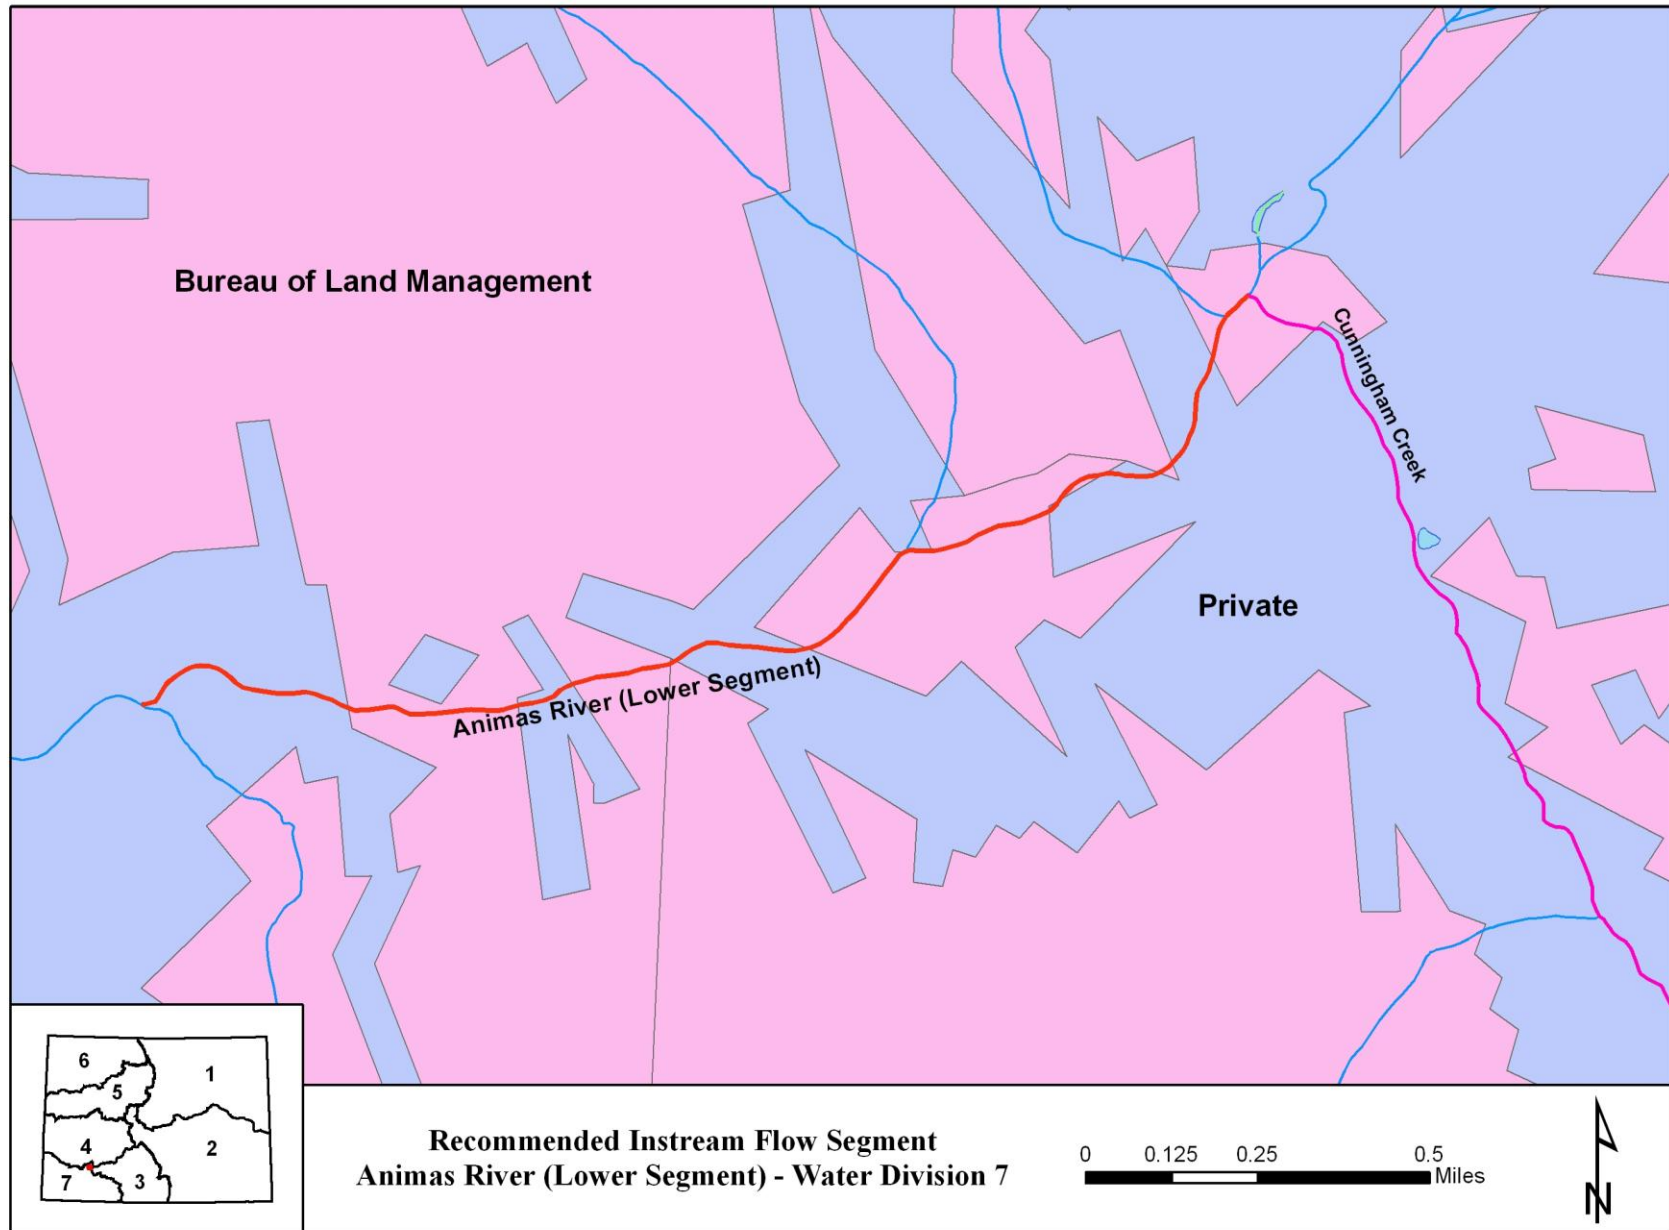 Bureau of Land Management
Cunningham Creek
Private
Animas River (Lower Segment)
6
1
5
4
2
7
3
Recommended Instream Flow Segment
Animas River (Lower Segment) - Water Division 7
0 0.125 0.25 0.5
Miles
N